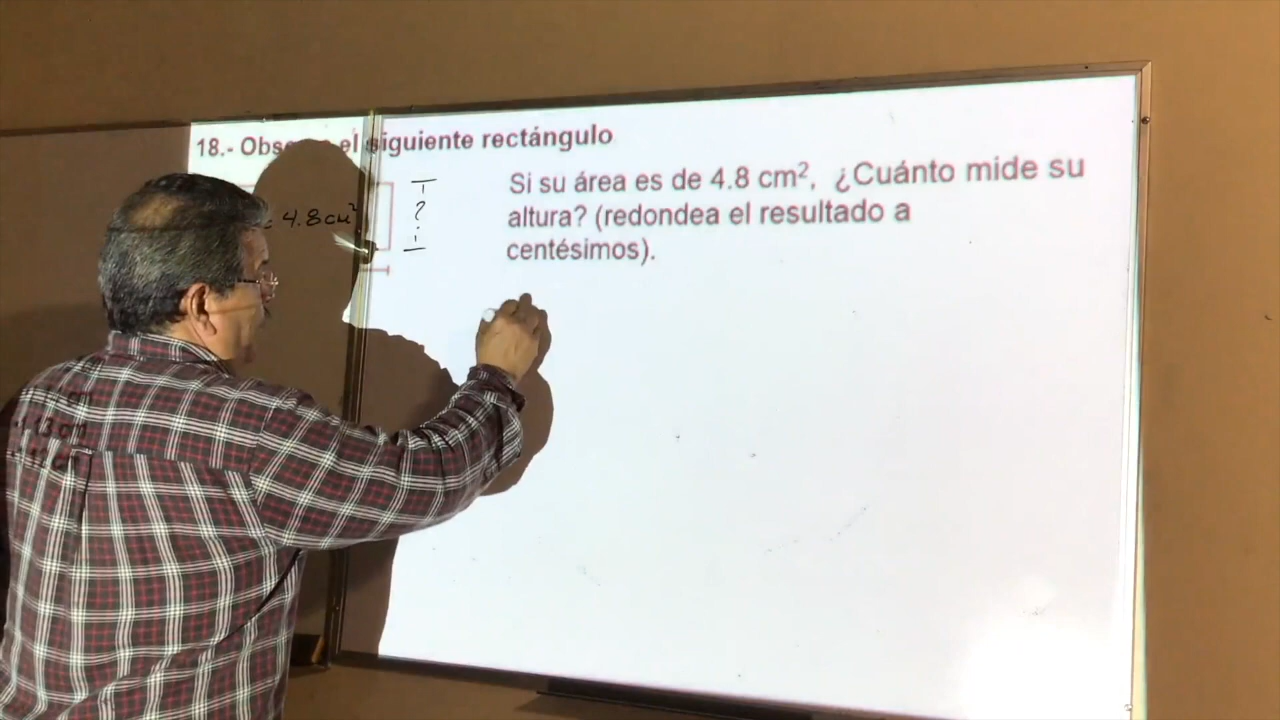 18.- Obs el siguiente rectángulo
Si su área es de 4.8 cm², ¿Cuánto mide su
altura? (redondea el resultado a
centésimos).
= 4.8 cm²
?